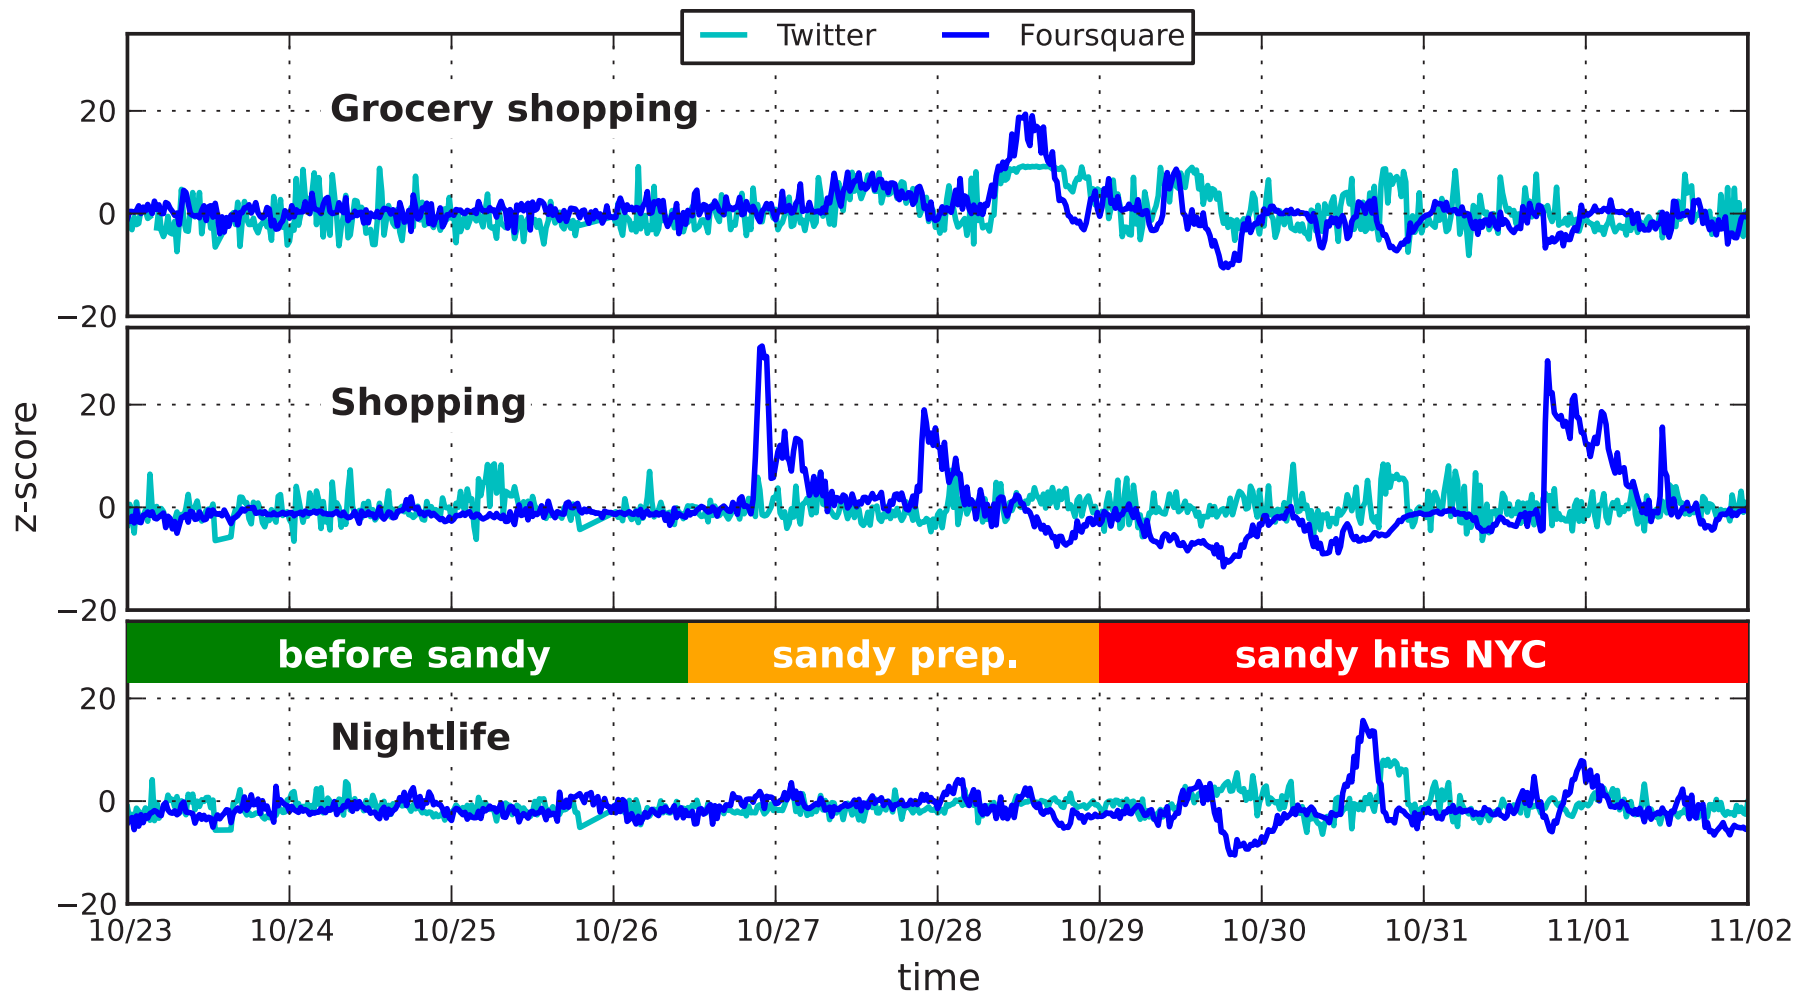 Twitter Foursquare
Grocery shopping
20
0
−20
Shopping
20
0
−20
z-score
before sandy sandy prep. sandy hits NYC
20
Nightlife
0
−20
10/23 10/24 10/25 10/26 10/27 10/28 10/29 10/30 10/31 11/01 11/02
time